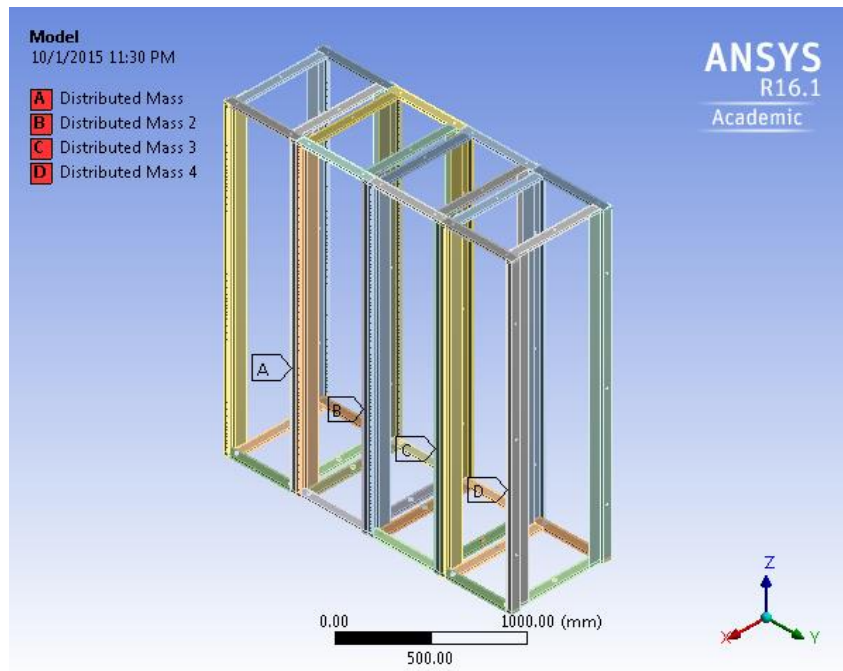 Model
10/1/2015 11:30 PM
A Distributed Mass
B Distributed Mass 2
C Distributed Mass 3
D Distributed Mass 4
ANSYS
R16.1
Academic
A
B
C
D
0.00 1000.00 (mm)
500.00
Z
X Y